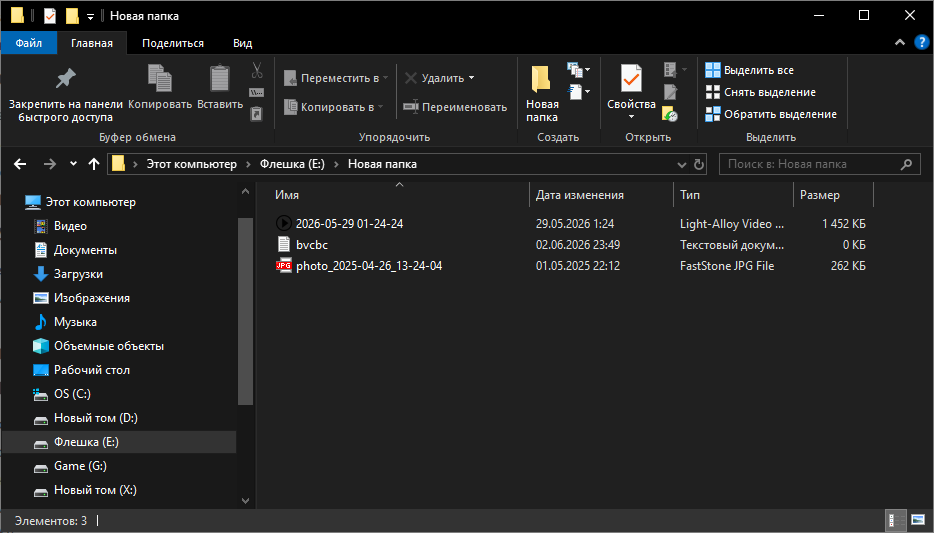 Новая папка
Файл Главная Поделиться Вид
Закрепить на панели быстрого доступа
Копировать
Вставить
Буфер обмена
Переместить в
Копировать в
Удалить
Переименовать
Упорядочить
Новая папка
Создать
Свойства
Открыть
Выделить все
Снять выделение
Обратить выделение
Выделить
Этот компьютер Флешка (E:) Новая папка
Поиск в: Новая папка
Этот компьютер
Видео
Документы
Загрузки
Изображения
Музыка
Объемные объекты
Рабочий стол
OS (C:)
Новый том (D:)
Флешка (E:)
Game (G:)
Новый том (X:)
Имя Дата изменения Тип Размер
2026-05-29 01-24-24 29.05.2026 1:24 Light-Alloy Video ... 1 452 КБ
bvcbc 02.06.2026 23:49 Текстовый докум... 0 КБ
JPG photo_2025-04-26_13-24-04 01.05.2025 22:12 FastStone JPG File 262 КБ
Элементов: 3